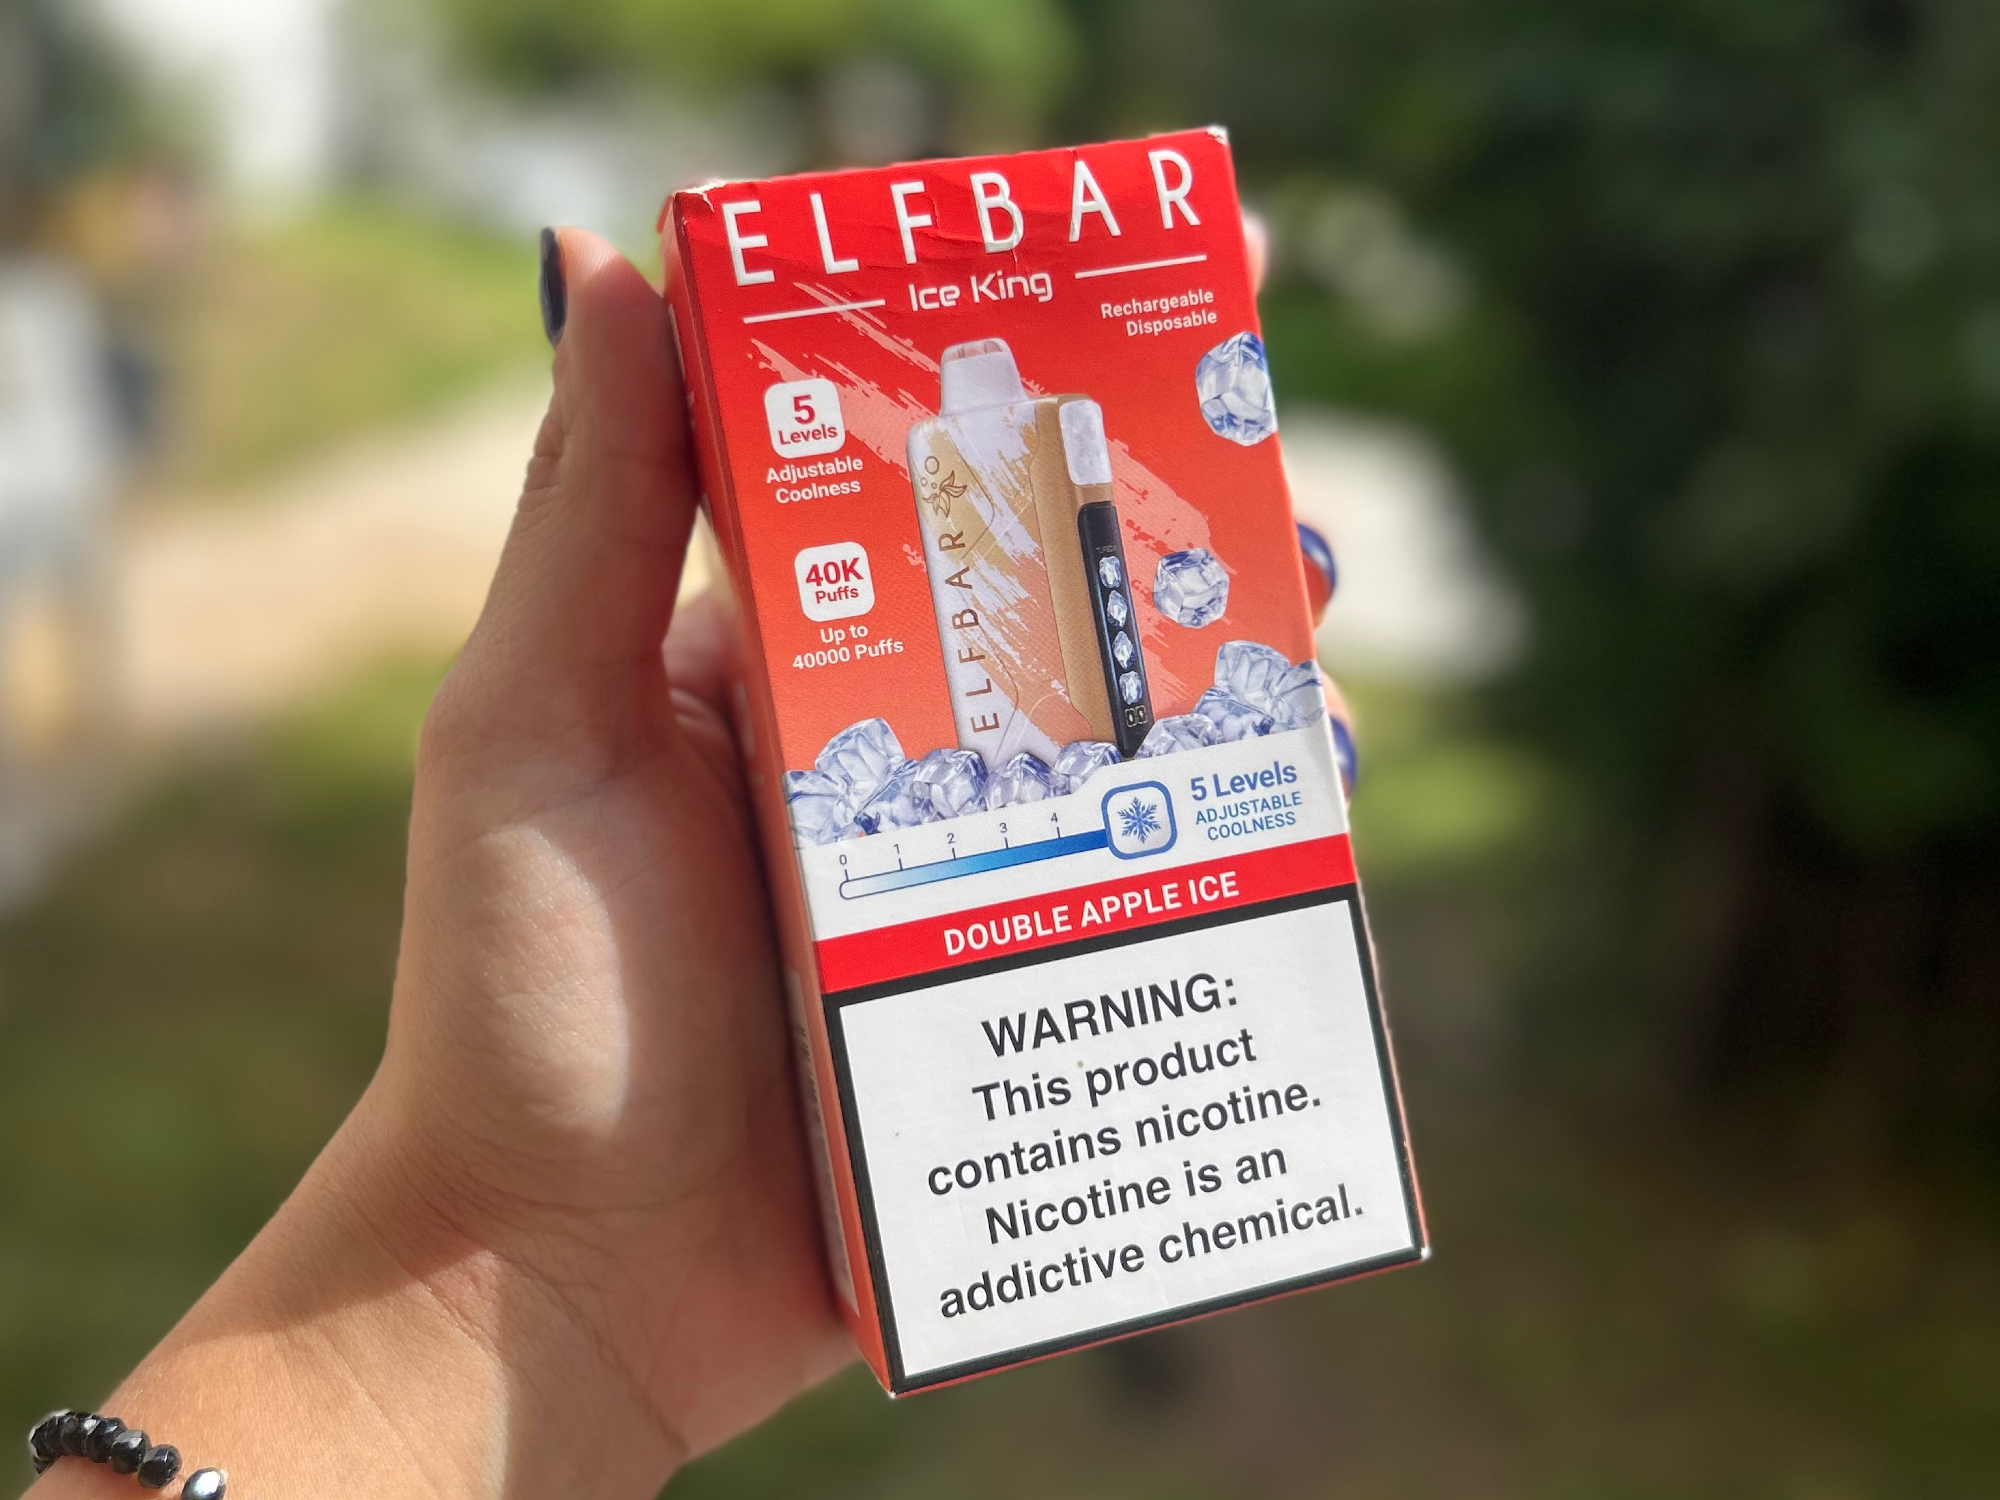 ELFBAR
Ice King
Rechargeable
Disposable
5
Levels
Adjustable
Coolness
40K
Puffs
Up to
40000 Puffs
ELFBAR
0 1 2 3 4
5 Levels
ADJUSTABLE
COOLNESS
DOUBLE APPLE ICE
WARNING:
This product
contains nicotine.
Nicotine is an
addictive chemical.